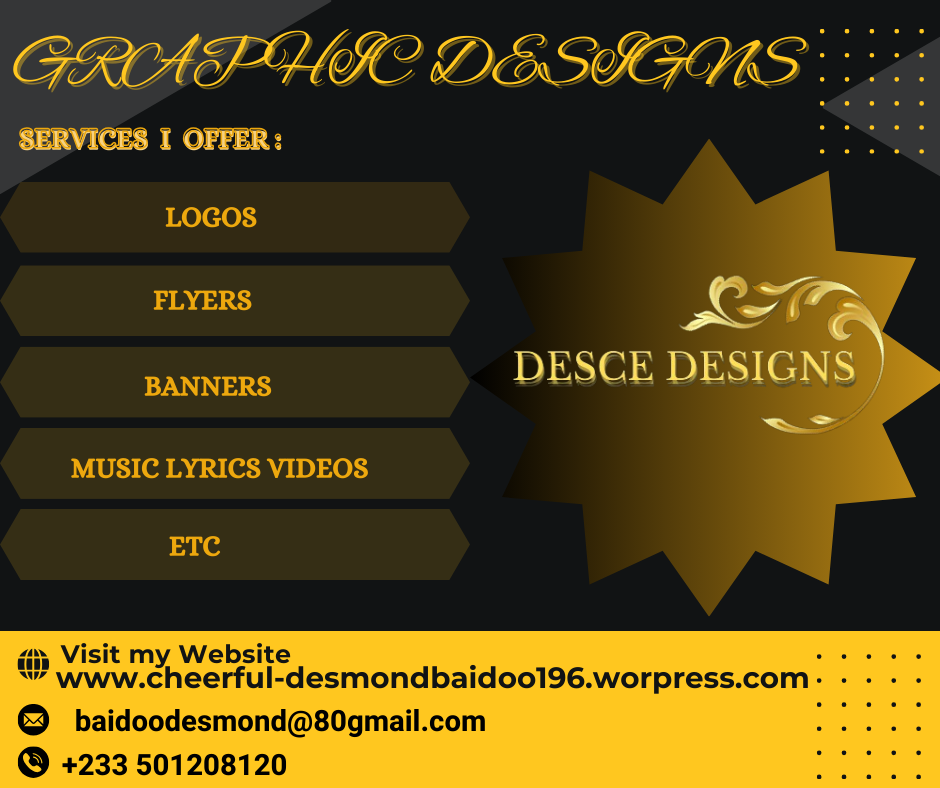 GRAPHIC DESIGNS
SERVICES I OFFER:
LOGOS
FLYERS
BANNERS
MUSIC LYRICS VIDEOS
ETC
DESCE DESIGNS
Visit my Website
www.cheerful-desmondbaidoo196.worpress.com
baidoodesmond@80gmail.com
+233 501208120